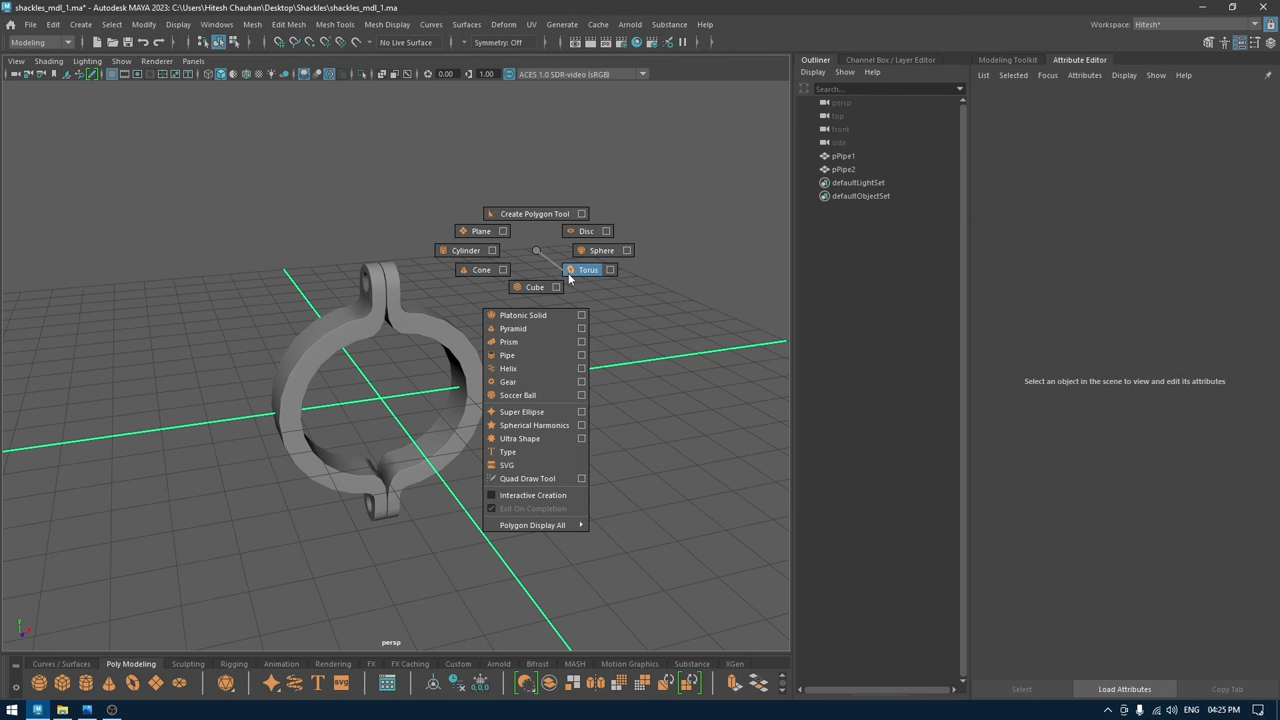 shackles_mdl_1.ma* - Autodesk MAYA 2023: C:\Users\Hitesh Chauhan\Desktop\Shackles\shackles_mdl_1.ma
File Edit Create Select Modify Display Windows Mesh Edit Mesh Mesh Tools Mesh Display Curves Surfaces Deform UV Generate Cache Arnold Substance Help
Workspace: Hitesh*
Modeling
No Live Surface
Symmetry: Off
View Shading Lighting Show Renderer Panels
0.00
1.00
ACES 1.0 SDR-video (sRGB)
Outliner
Channel Box / Layer Editor
Display Show Help
Search...
persp
top
front
side
pPipe1
pPipe2
defaultLightSet
defaultObjectSet
Modeling Toolkit
Attribute Editor
List Selected Focus Attributes Display Show Help
Select an object in the scene to view and edit its attributes
Select
Load Attributes
Copy Tab
Create Polygon Tool
Plane
Disc
Cylinder
Sphere
Cone
Torus
Cube
Platonic Solid
Pyramid
Prism
Pipe
Helix
Gear
Soccer Ball
Super Ellipse
Spherical Harmonics
Ultra Shape
Type
SVG
Quad Draw Tool
Interactive Creation
Exit On Completion
Polygon Display All
persp
Curves / Surfaces Poly Modeling Sculpting Rigging Animation Rendering FX FX Caching Custom Arnold Bifrost MASH Motion Graphics Substance XGen
SVG
ENG
04:25 PM